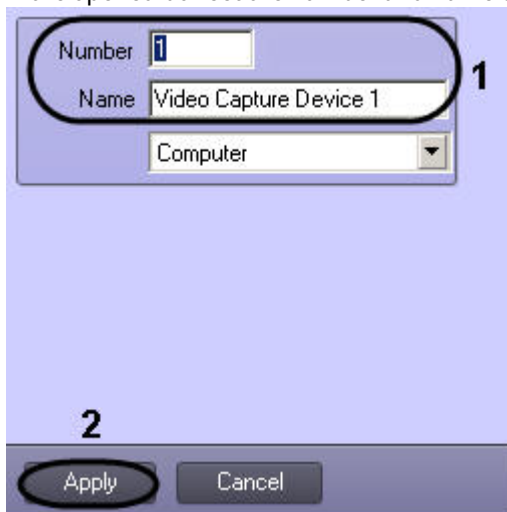 Number 1
Name Video Capture Device 1
1
Computer
2
Apply Cancel